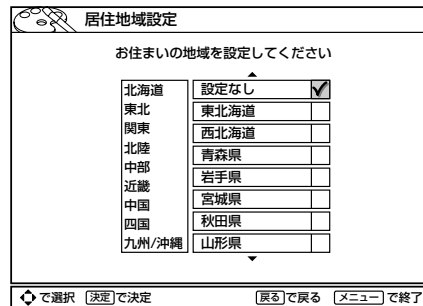 居住地域設定
お住まいの地域を設定してください
北海道
東北
関東
北陸
中部
近畿
中国
四国
九州/沖縄
設定なし
東北海道
西北海道
青森県
岩手県
宮城県
秋田県
山形県
で選択 決定で決定 戻るで戻る メニューで終了